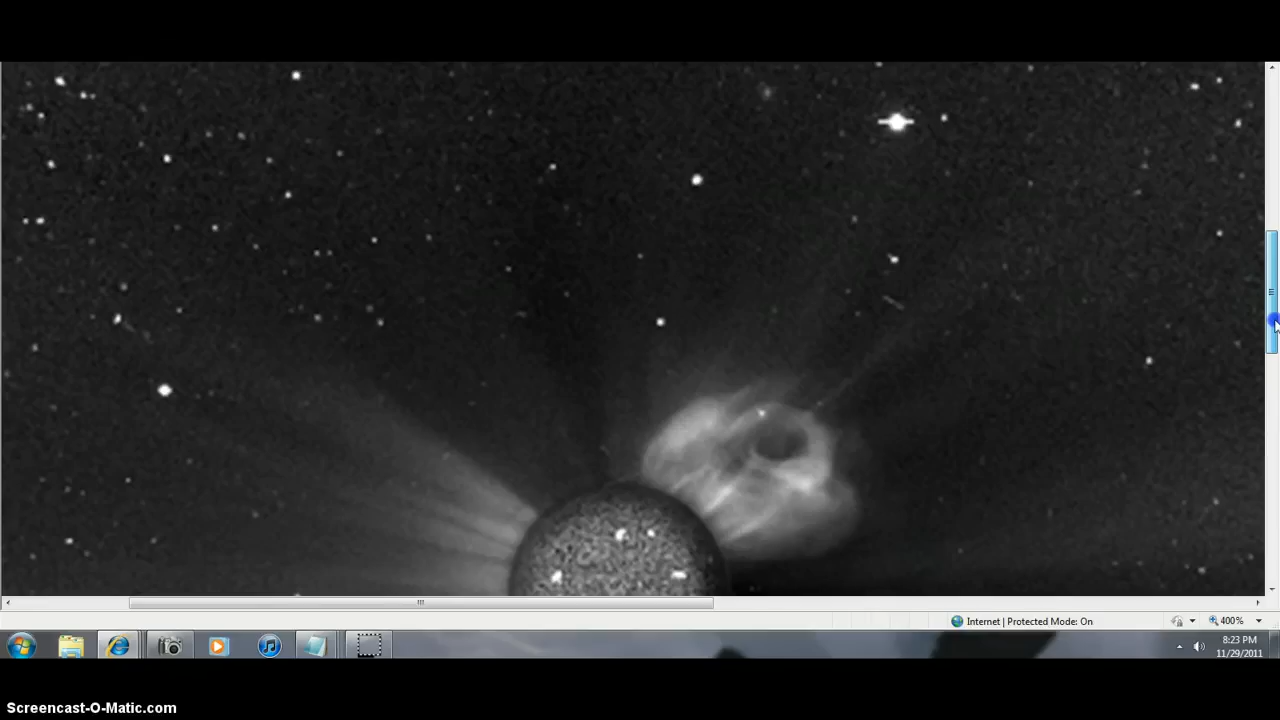 Internet | Protected Mode: On
400%
8:23 PM
11/29/2011
Screencast-O-Matic.com